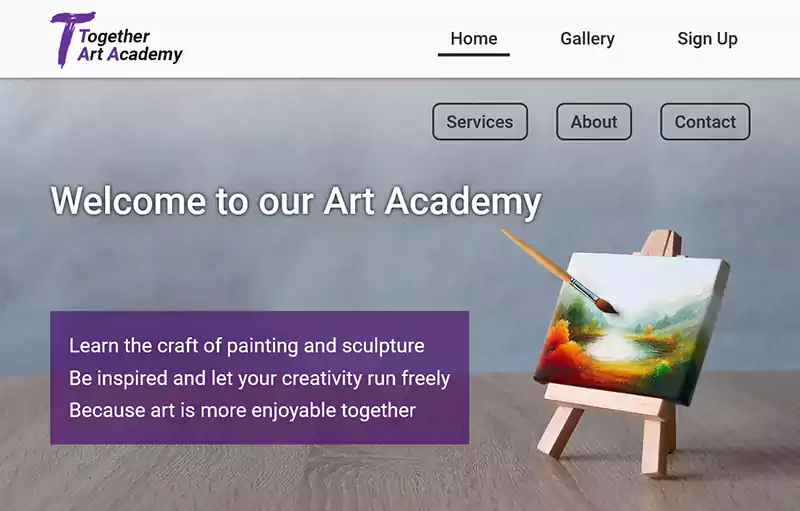 Together
Art Academy
Home Gallery Sign Up
Services About Contact
Welcome to our Art Academy
Learn the craft of painting and sculpture
Be inspired and let your creativity run freely
Because art is more enjoyable together